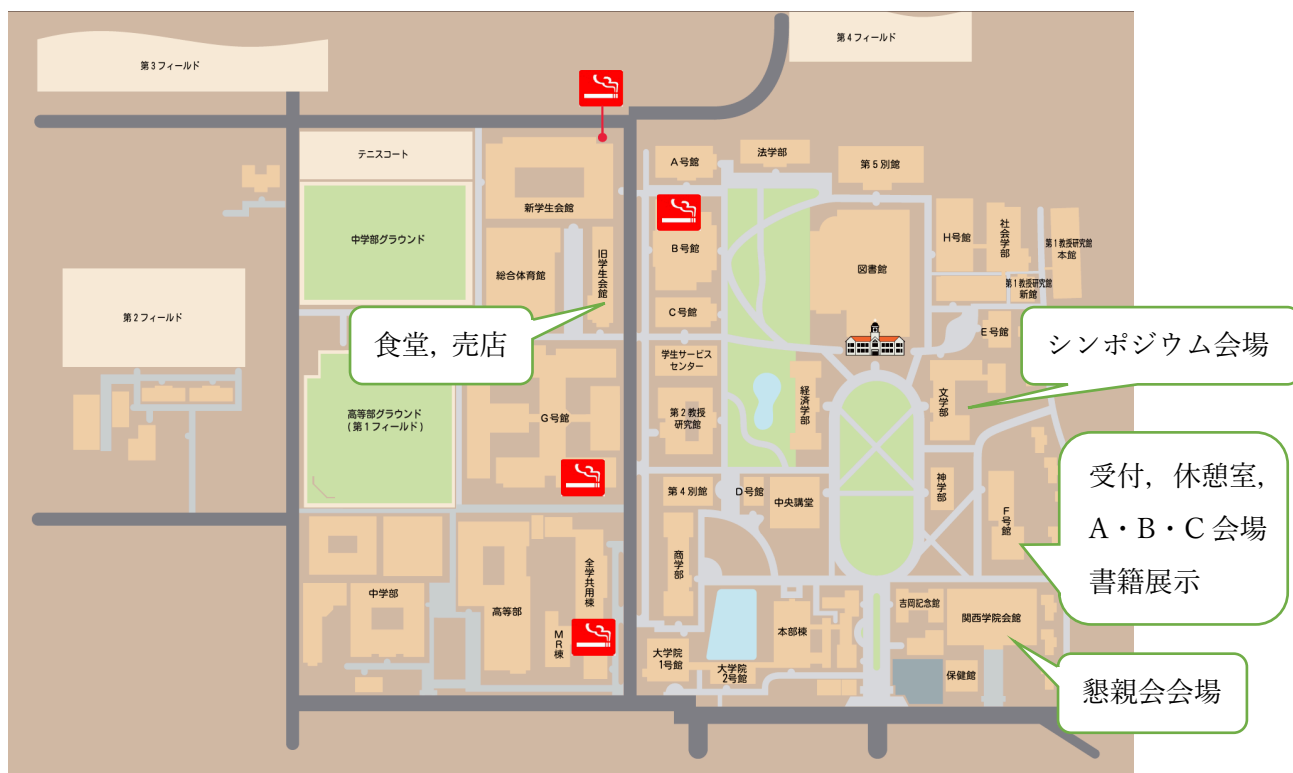 第3フィールド
第4フィールド
テニスコート
新学生会館
A号館
法学部
第5別館
中学部グラウンド
総合体育館
旧学生会館
B号館
図書館
H号館
社会学部
第1教授研究館
本館
第1教授研究館
新館
第2フィールド
C号館
E号館
食堂, 売店
学生サービス
センター
シンポジウム会場
高等部グラウンド
(第1フィールド)
G号館
第2教授
研究館
経済学部
文学部
第4別館
D号館
中央講堂
神学部
F号館
受付, 休憩室,
A・B・C 会場
書籍展示
中学部
高等部
全学共用棟
MR棟
商学部
本部棟
吉岡記念館
関西学院会館
大学院
1号館
大学院
2号館
保健館
懇親会会場